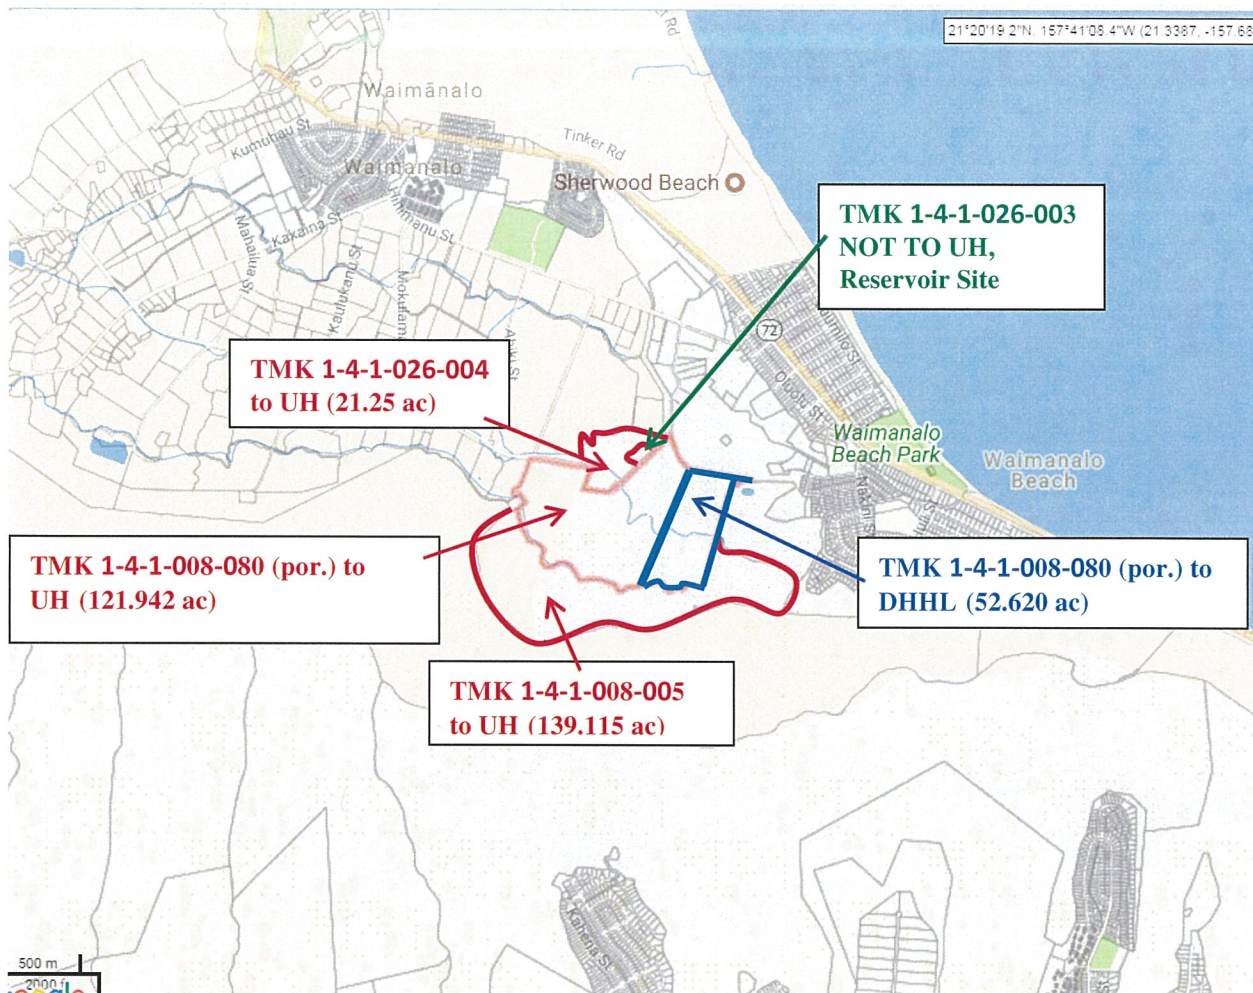 21°20'19.2"N, 157°41'08.4"W (21.3387, -157.68
Waimānalo
Kumuhau St
Tinker Rd
Waimanalo
Sherwood Beach
Mahailua St
Kakaina St
Kaulukanu St
TMK 1-4-1-026-003
NOT TO UH,
Reservoir Site
72
TMK 1-4-1-026-004
to UH (21.25 ac)
Waimanalo
Beach Park
Waimanalo
Beach
TMK 1-4-1-008-080 (por.) to
UH (121.942 ac)
TMK 1-4-1-008-080 (por.) to
DHHL (52.620 ac)
TMK 1-4-1-008-005
to UH (139.115 ac)
Kahena St
500 m